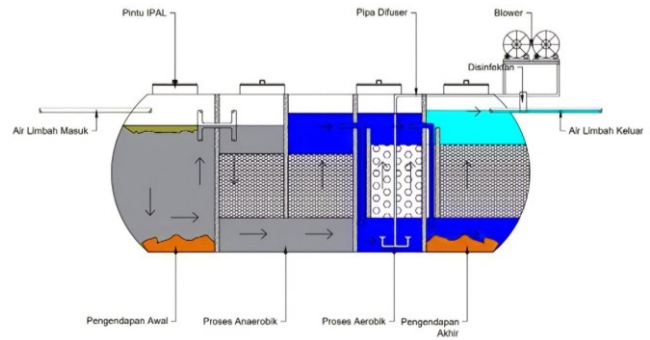 Pintu IPAL
Pipa Difuser
Blower
Disinfektan
Air Limbah Masuk
Air Limbah Keluar
Pengendapan Awal
Proses Anaerobik
Proses Aerobik
Pengendapan
Akhir